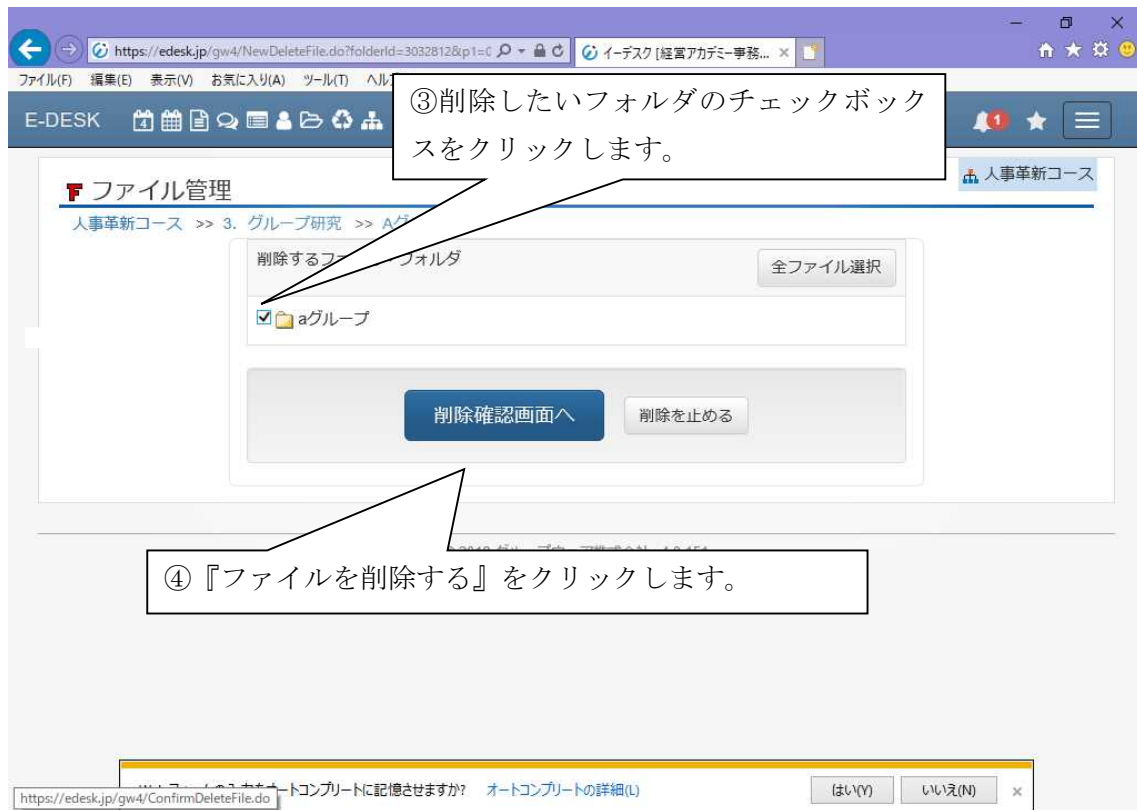 https://edesk.jp/gw4/NewDeleteFile.do?folderId=3032812&p1=
イーデスク [経営アカデミー事務...
ファイル(F) 編集(E) 表示(V) お気に入り(A) ツール(T)
③削除したいフォルダのチェックボック
スをクリックします。
E-DESK
4
1
人事革新コース
ファイル管理
人事革新コース >> 3. グループ研究 >>
削除する
フォルダ
全ファイル選択
aグループ
削除確認画面へ
削除を止める
④『ファイルを削除する』をクリックします。
オートコンプリートに記憶させますか? オートコンプリートの詳細(L)
はい(Y)
いいえ(N)
https://edesk.jp/gw4/ConfirmDeleteFile.do